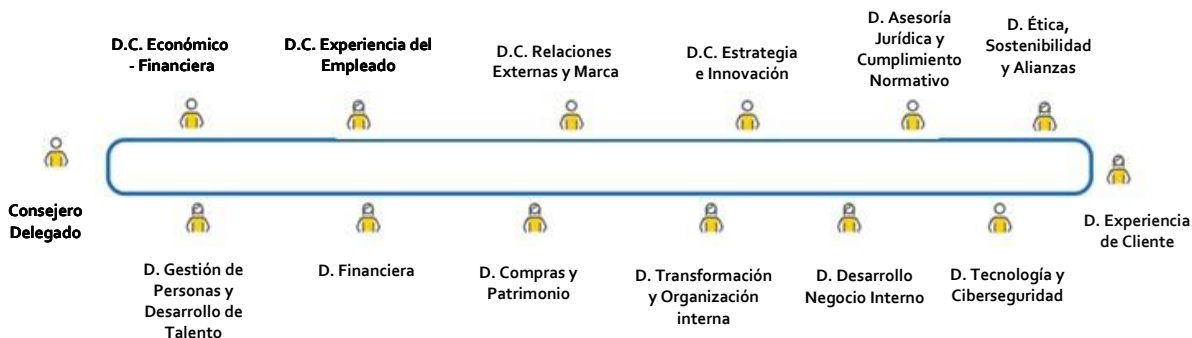 D.C. Económico
- Financiera
D.C. Experiencia del
Empleado
D.C. Relaciones
Externas y Marca
D.C. Estrategia
e Innovación
D. Asesoría
Jurídica y
Cumplimiento
Normativo
D. Ética,
Sostenibilidad
y Alianzas
Consejero
Delegado
D. Experiencia
de Cliente
D. Gestión de
Personas y
Desarrollo de
Talento
D. Financiera
D. Compras y
Patrimonio
D. Transformación
y Organización
interna
D. Desarrollo
Negocio Interno
D. Tecnología y
Ciberseguridad